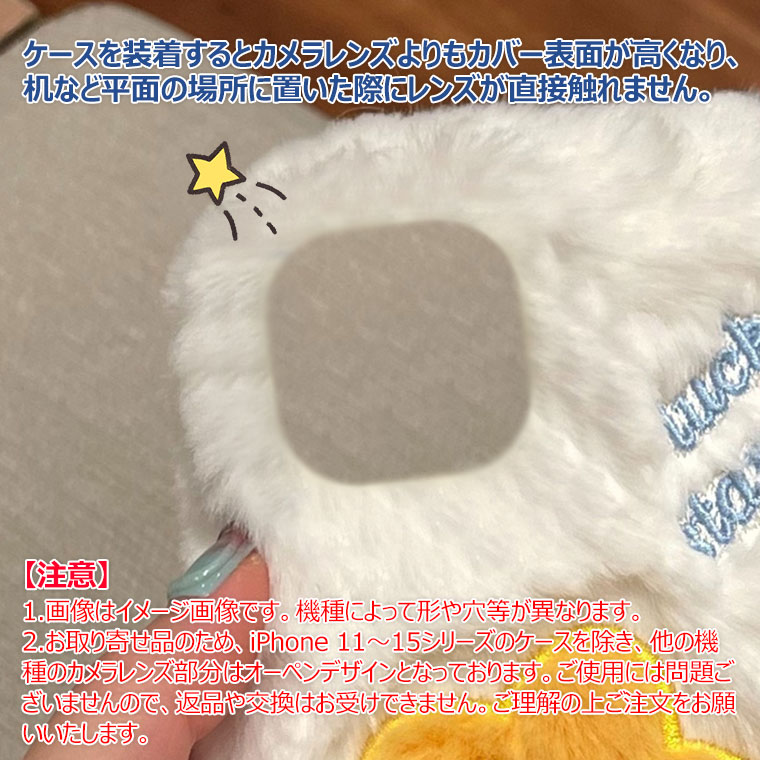 ケースを装着するとカメラレンズよりもカバー表面が高くなり、
机など平面の場所に置いた際にレンズが直接触れません。
luck
sta
【注意】
1.画像はイメージ画像です。機種によって形や穴等が異なります。
2.お取り寄せ品のため、iPhone 11～15シリーズのケースを除き、他の機
種のカメラレンズ部分はオーペンデザインとなっております。ご使用には問題ご
ざいませんので、返品や交換はお受けできません。ご理解の上ご注文をお願
いいたします。